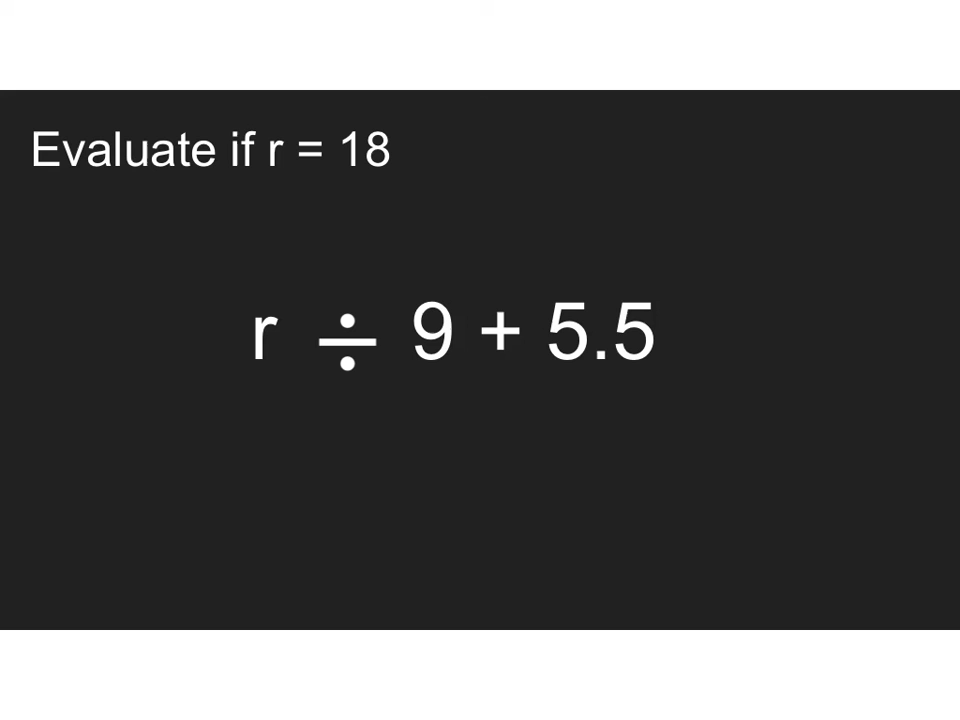 Evaluate if r = 18
r ÷ 9 + 5.5